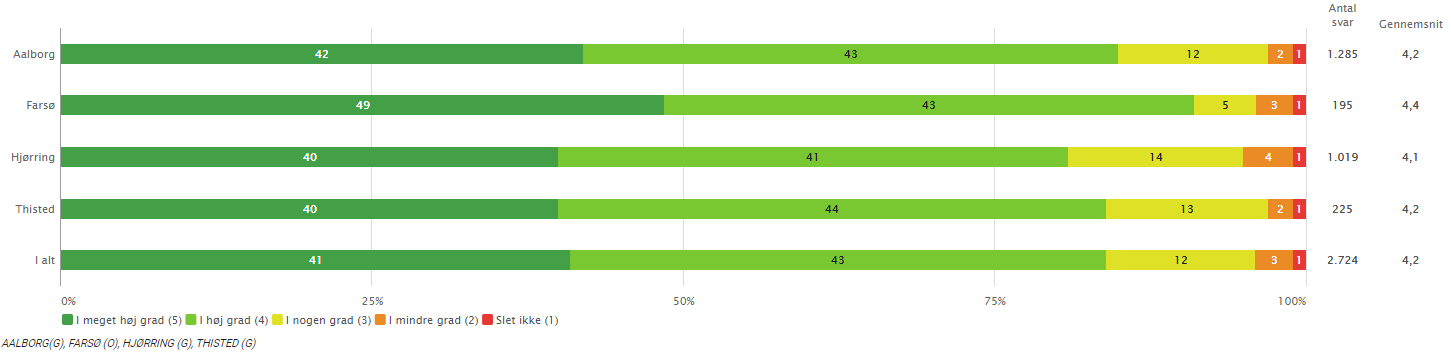 Antal svar Gennemsnit
Aalborg 42 43 12 2 1 1.285 4,2
Farsø 49 43 5 3 1 195 4,4
Hjørring 40 41 14 4 1 1.019 4,1
Thisted 40 44 13 2 1 225 4,2
I alt 41 43 12 3 1 2.724 4,2
0% 25% 50% 75% 100%
I meget høj grad (5) I høj grad (4) I nogen grad (3) I mindre grad (2) Slet ikke (1)
AALBORG(G), FARSØ (O), HJØRRING (G), THISTED (G)